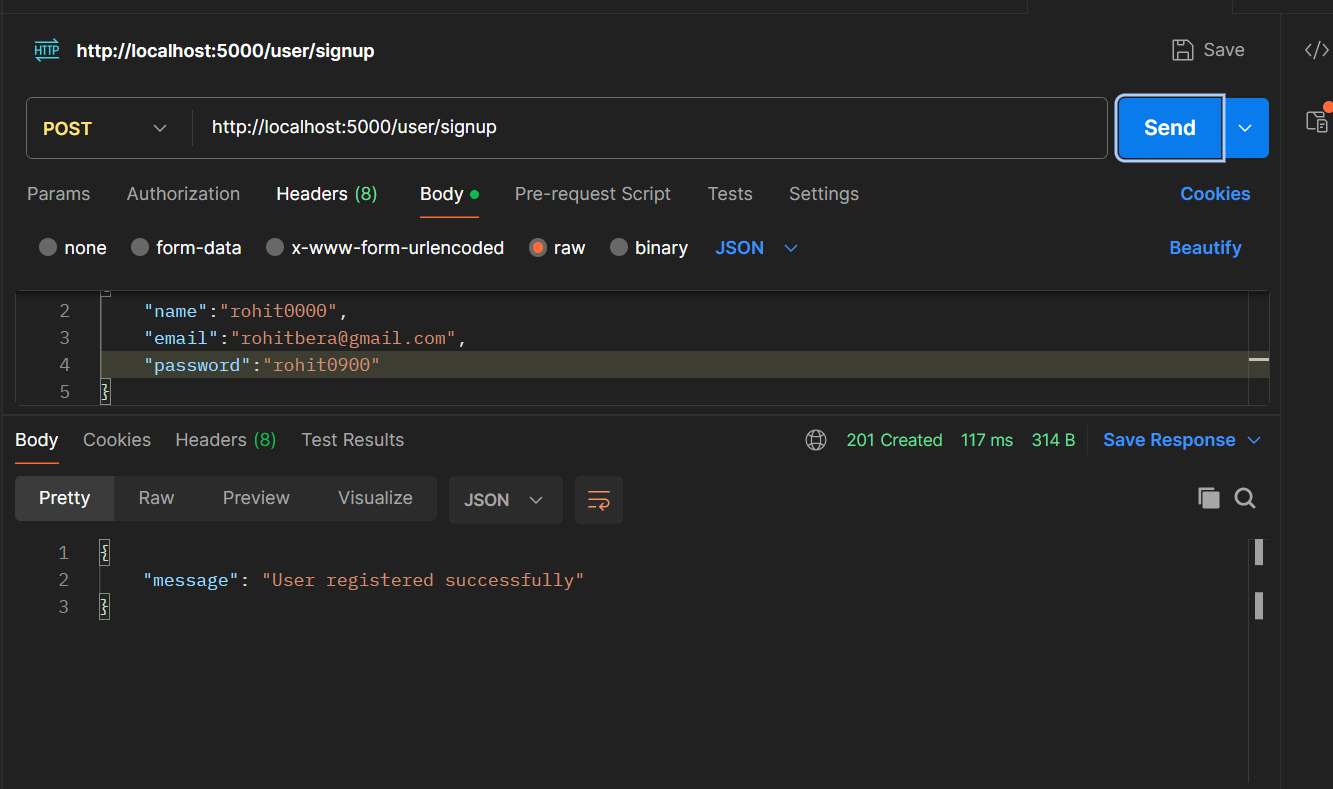 HTTP http://localhost:5000/user/signup Save </>
POST http://localhost:5000/user/signup Send
Params Authorization Headers (8) Body Pre-request Script Tests Settings Cookies
none form-data x-www-form-urlencoded raw binary JSON Beautify
2 "name":"rohit0000",
3 "email":"rohitbera@gmail.com",
4 "password":"rohit0900"
5 }
Body Cookies Headers (8) Test Results 201 Created 117 ms 314 B Save Response
Pretty Raw Preview Visualize JSON
1 {
2 "message": "User registered successfully"
3 }